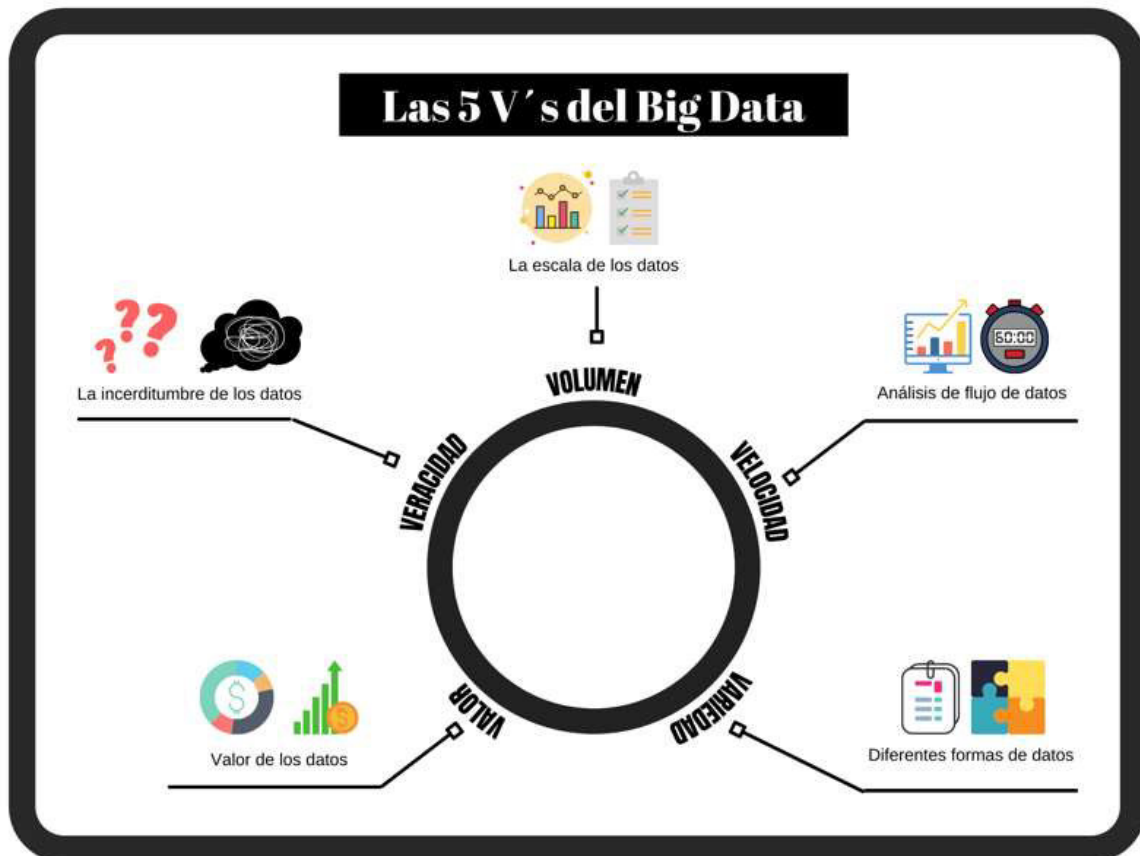 Las 5 V´s del Big Data
La escala de los datos
La incerditumbre de los datos
Análisis de flujo de datos
60:00
VOLUMEN
VERACIDAD
VELOCIDAD
VALOR
VARIEDAD
Valor de los datos
Diferentes formas de datos